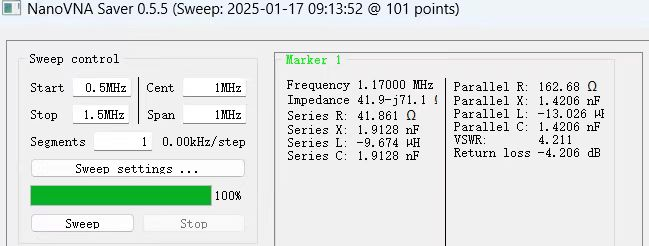 NanoVNA Saver 0.5.5 (Sweep: 2025-01-17 09:13:52 @ 101 points)
Sweep control
Start 0.5MHz Cent 1MHz
Stop 1.5MHz Span 1MHz
Segments 1 0.00kHz/step
Sweep settings ...
100%
Sweep Stop
Marker 1
Frequency 1.17000 MHz
Impedance 41.9-j71.1 Ω
Series R: 41.861 Ω
Series X: 1.9128 nF
Series L: -9.674 µH
Series C: 1.9128 nF
Parallel R: 162.68 Ω
Parallel X: 1.4206 nF
Parallel L: -13.026 µH
Parallel C: 1.4206 nF
VSWR: 4.211
Return loss -4.206 dB